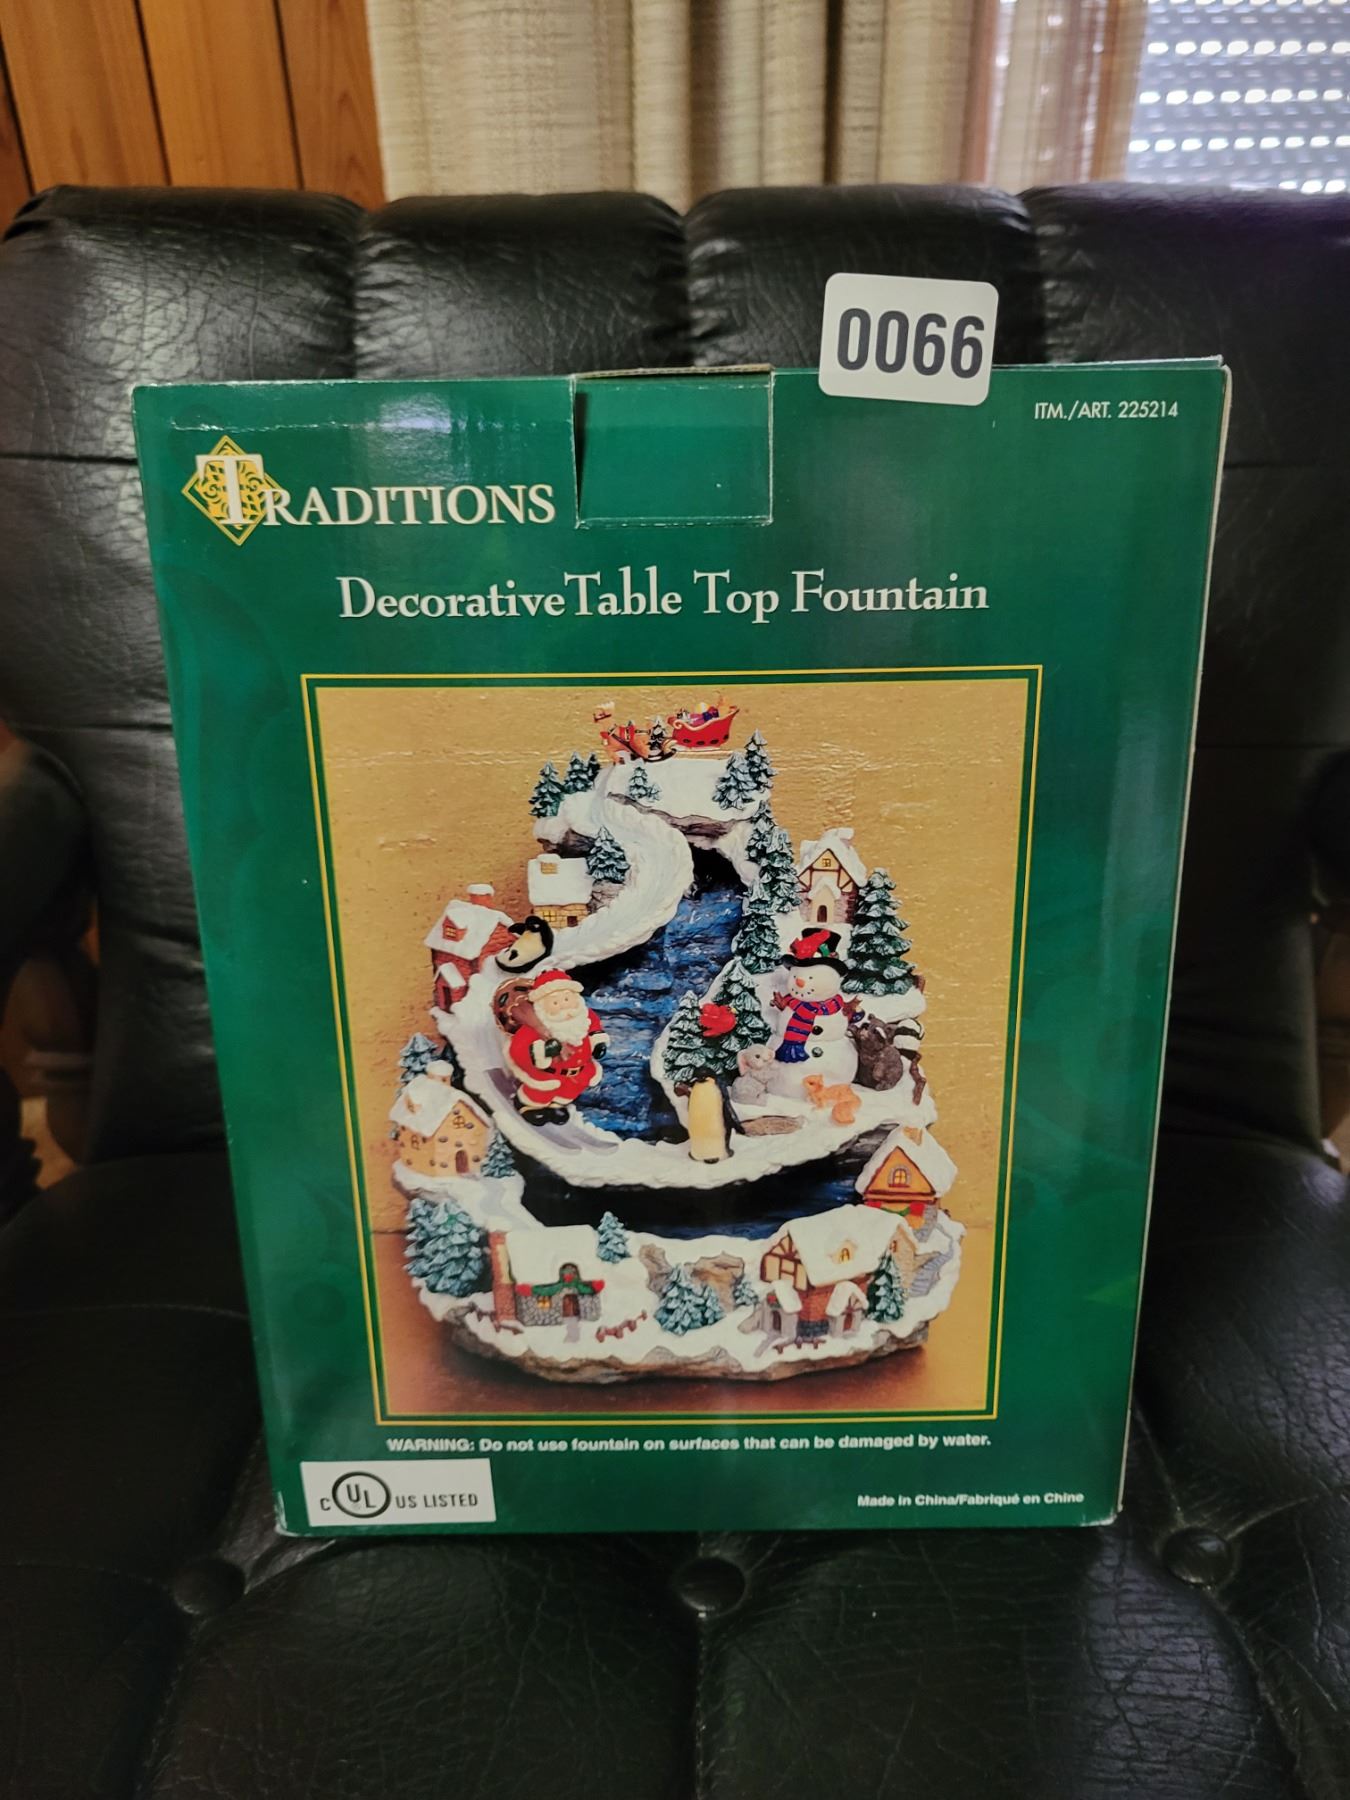 0066
ITM./ART. 225214
TRADITIONS
Decorative Table Top Fountain
WARNING: Do not use fountain on surfaces that can be damaged by water.
C UL US LISTED
Made in China/Fabriqué en Chine